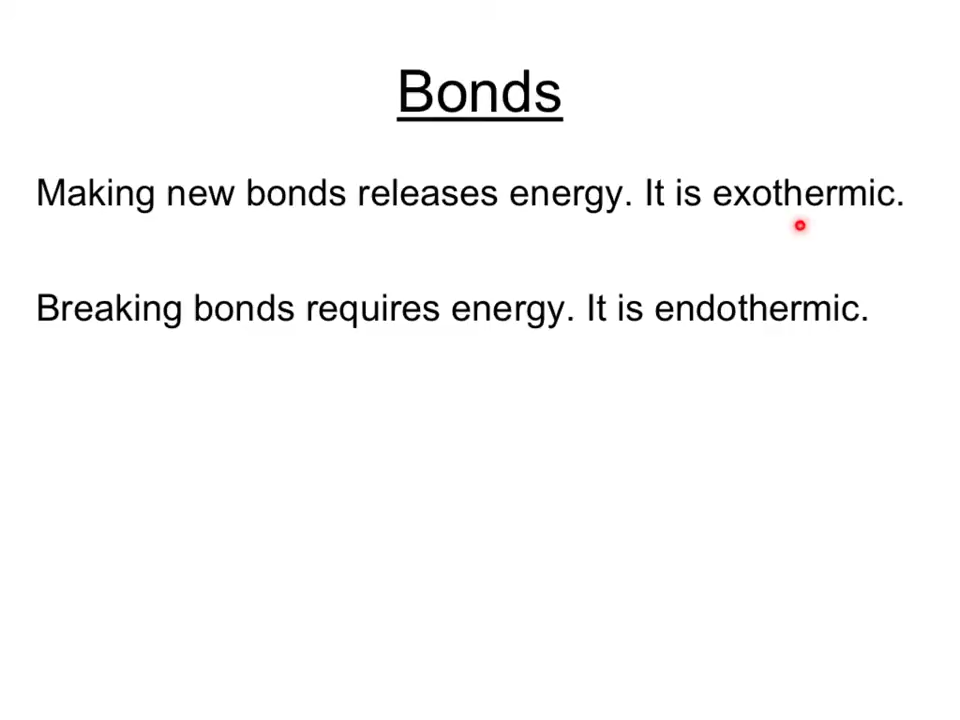 Bonds
Making new bonds releases energy. It is exothermic.
Breaking bonds requires energy. It is endothermic.